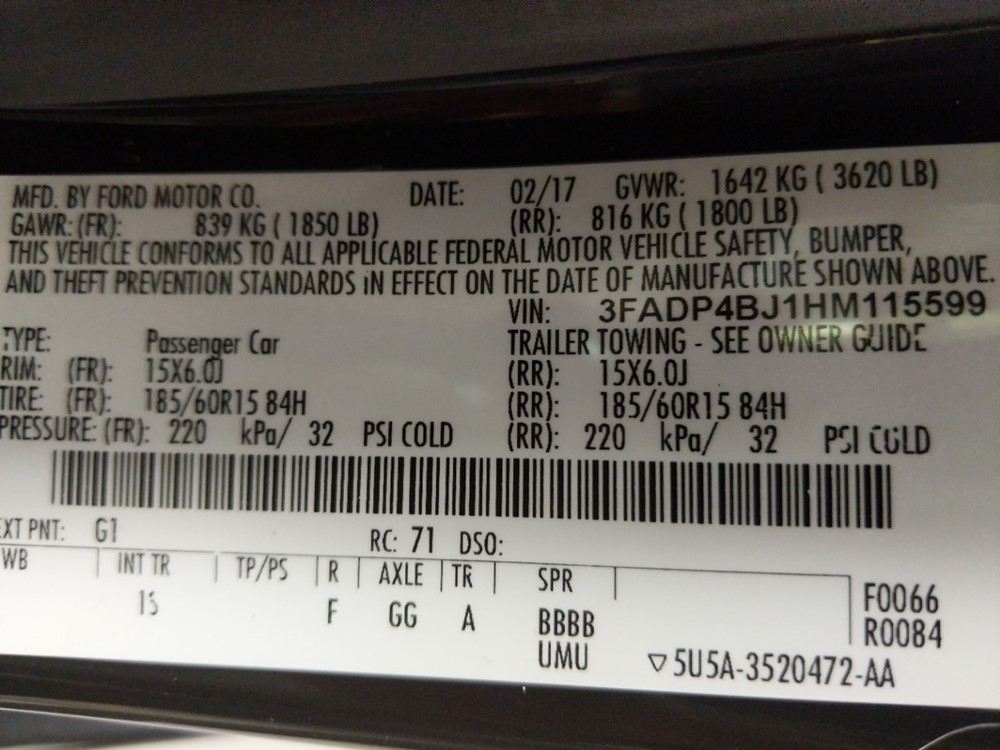 MFD. BY FORD MOTOR CO. DATE: 02/17 GVWR: 1642 KG ( 3620 LB)
GAWR: (FR): 839 KG ( 1850 LB) (RR): 816 KG ( 1800 LB)
THIS VEHICLE CONFORMS TO ALL APPLICABLE FEDERAL MOTOR VEHICLE SAFETY, BUMPER,
AND THEFT PREVENTION STANDARDS IN EFFECT ON THE DATE OF MANUFACTURE SHOWN ABOVE.
VIN: 3FADP4BJ1HM115599
TYPE: Passenger Car TRAILER TOWING - SEE OWNER GUIDE
RIM: (FR): 15X6.0J (RR): 15X6.0J
TIRE: (FR): 185/60R15 84H (RR): 185/60R15 84H
PRESSURE: (FR): 220 kPa/ 32 PSI COLD (RR): 220 kPa/ 32 PSI COLD
EXT PNT: G1 RC: 71 DSO:
WB INT TR TP/PS R AXLE TR SPR
F0066
15 F GG A BBBB R0084
UMU ▽5U5A-3520472-AA